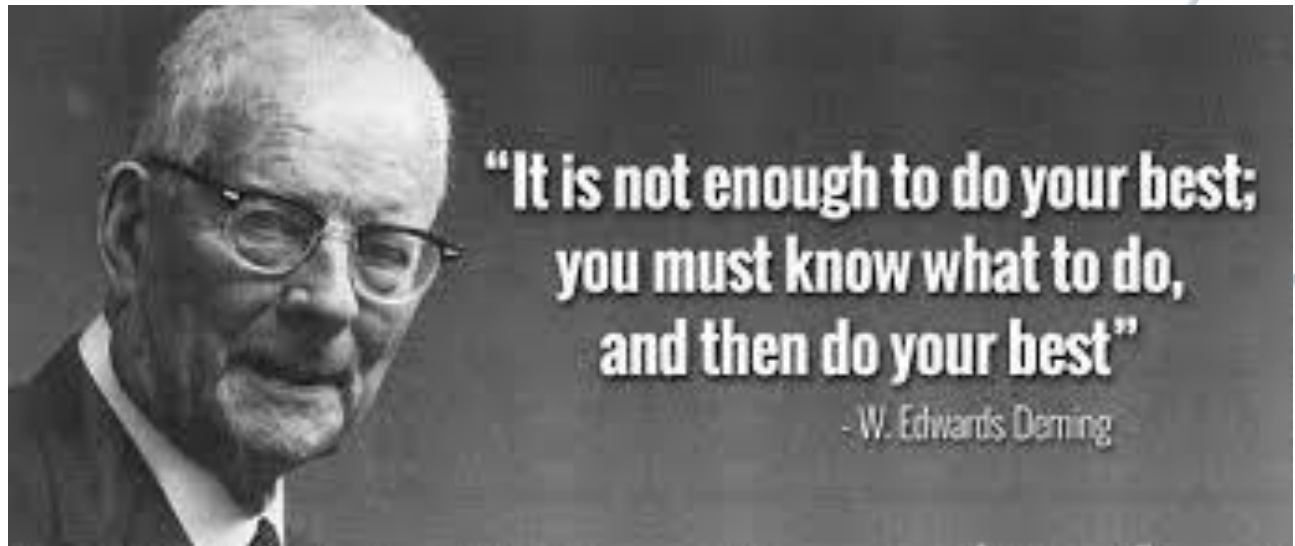 “It is not enough to do your best;
you must know what to do,
and then do your best”
- W. Edwards Deming